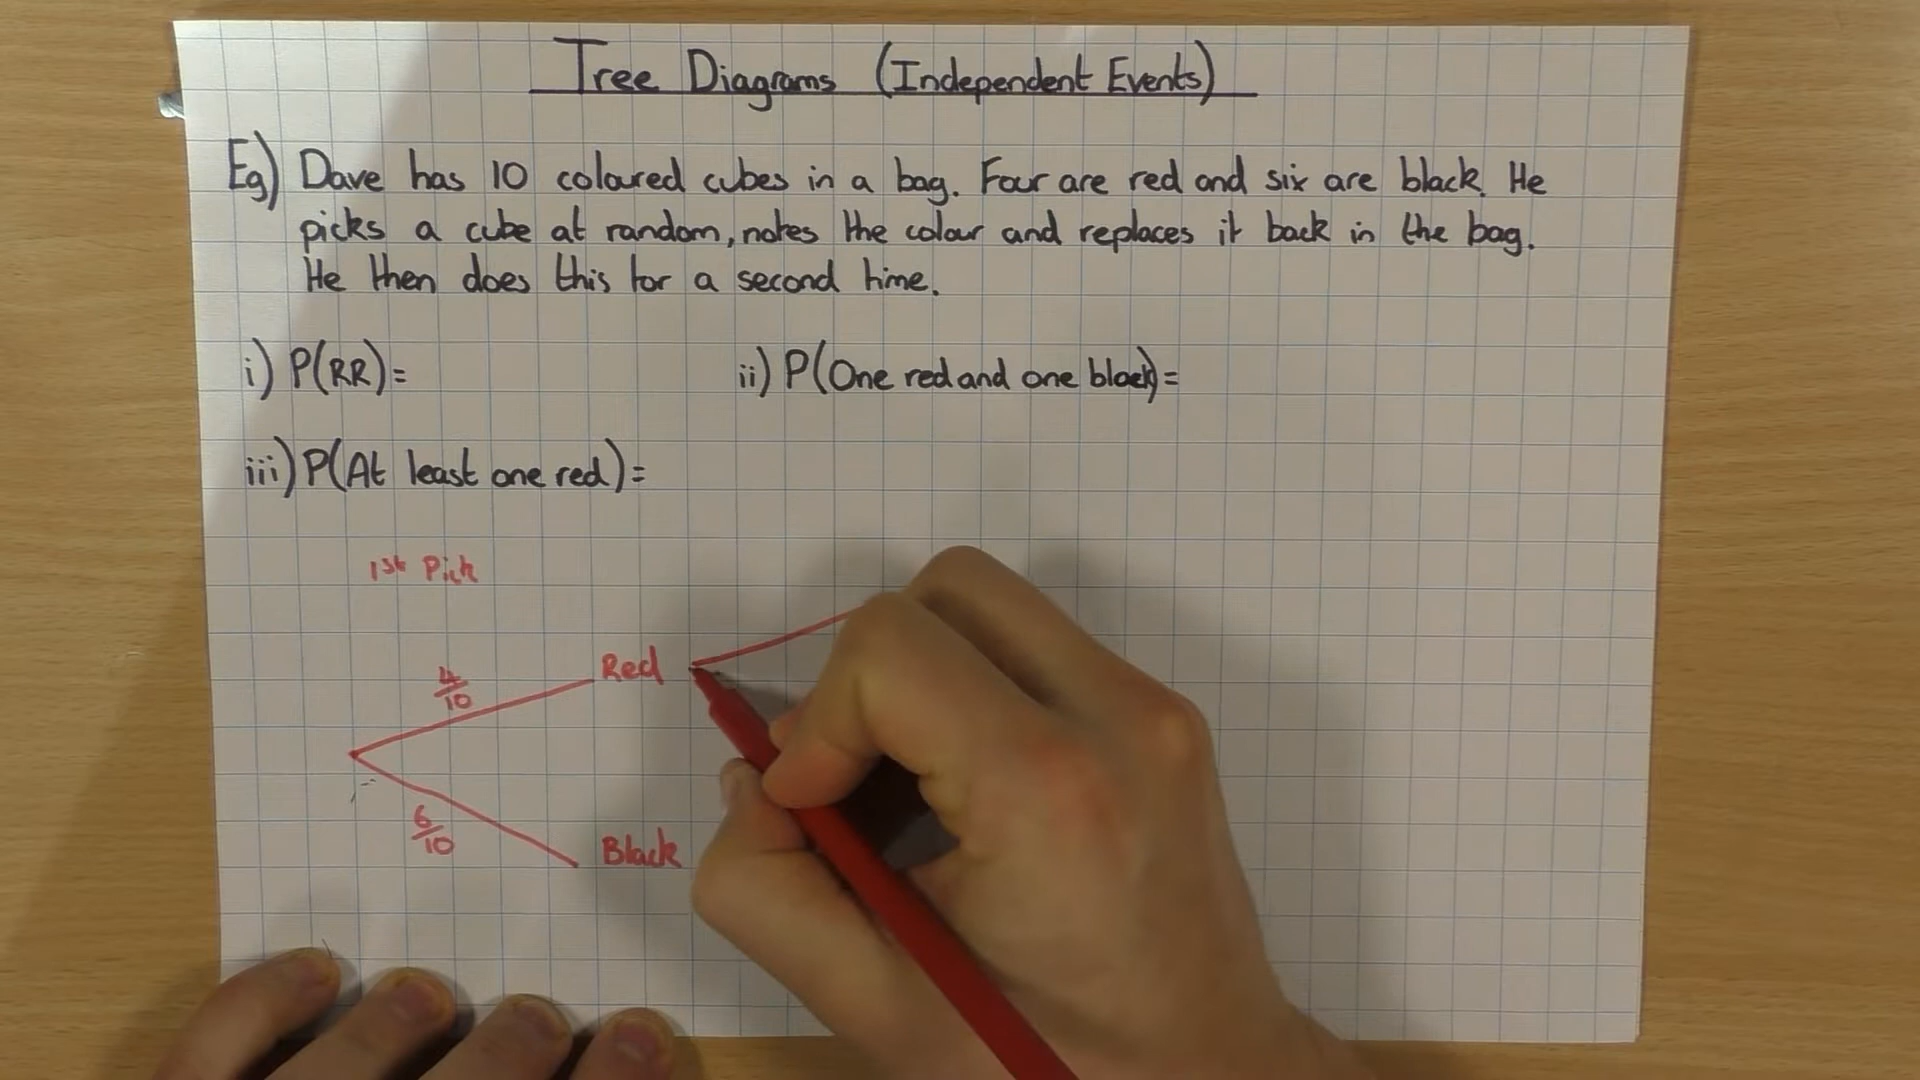 Tree Diagrams (Independent Events)
Eg) Dave has 10 coloured cubes in a bag. Four are red and six are black. He
picks a cube at random, notes the colour and replaces it back in the bag.
He then does this for a second time.
i) P(RR)=
ii) P(One red and one black)=
iii) P(At least one red)=
1st Pick
4/10
Red
6/10
Black